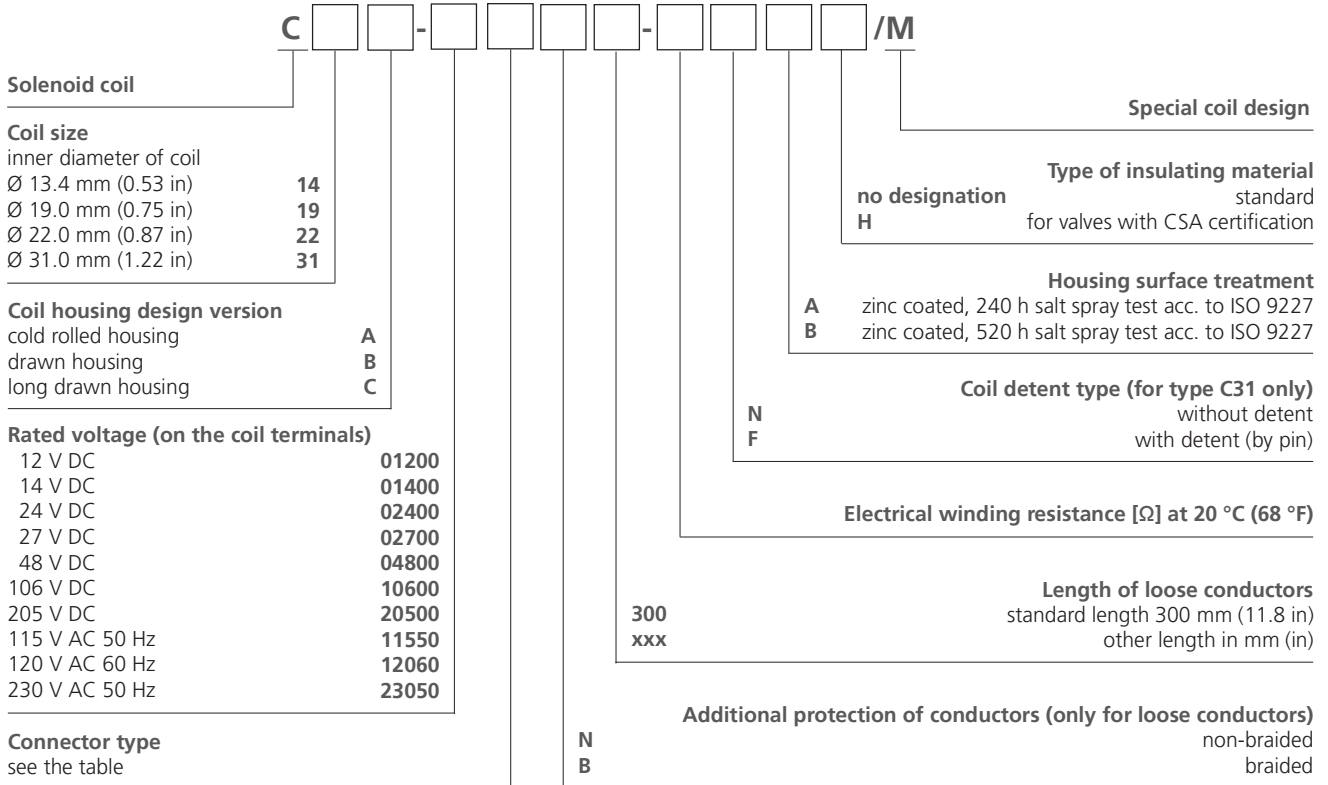 C - - /M
Solenoid coil
Coil size
inner diameter of coil
Ø 13.4 mm (0.53 in) 14
Ø 19.0 mm (0.75 in) 19
Ø 22.0 mm (0.87 in) 22
Ø 31.0 mm (1.22 in) 31
Coil housing design version
cold rolled housing A
drawn housing B
long drawn housing C
Rated voltage (on the coil terminals)
12 V DC 01200
14 V DC 01400
24 V DC 02400
27 V DC 02700
48 V DC 04800
106 V DC 10600
205 V DC 20500
115 V AC 50 Hz 11550
120 V AC 60 Hz 12060
230 V AC 50 Hz 23050
Connector type
see the table
Special coil design
Type of insulating material
no designation standard
H for valves with CSA certification
Housing surface treatment
A zinc coated, 240 h salt spray test acc. to ISO 9227
B zinc coated, 520 h salt spray test acc. to ISO 9227
Coil detent type (for type C31 only)
N without detent
F with detent (by pin)
Electrical winding resistance [Ω] at 20 °C (68 °F)
Length of loose conductors
300 standard length 300 mm (11.8 in)
xxx other length in mm (in)
Additional protection of conductors (only for loose conductors)
N non-braided
B braided